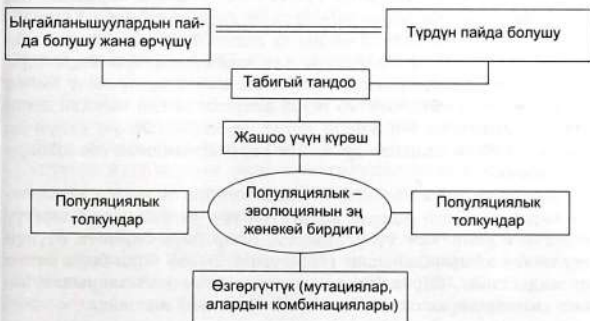 Ыңгайланышуулардын пай-
да болушу жана өрчүшү
Түрдүн пайда болушу
Табигый тандоо
Жашоо үчүн күрөш
Популяциялык
толкундар
Популяциялык –
эволюциянын эң
жөнөкөй бирдиги
Популяциялык
толкундар
Өзгөргүчтүк (мутациялар,
алардын комбинациялары)